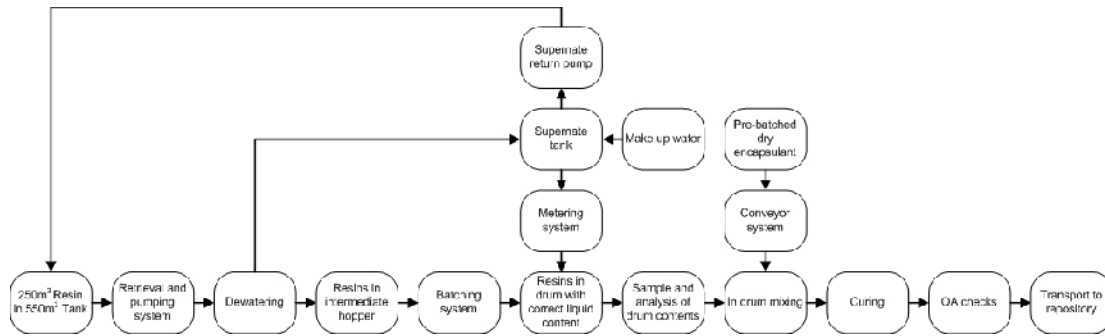 Supernate
return pump
Supernate
tank
Make up water
Pre-batched
dry
encapsulant
Metering
system
Conveyor
system
250m³ Resin
in 550m³ Tank
Retrieval and
pumping
system
Dewatering
Resins in
intermediate
hopper
Batching
system
Resins in
drum with
correct liquid
content
Sample and
analysis of
drum contents
In drum mixing
Curing
QA checks
Transport to
repository